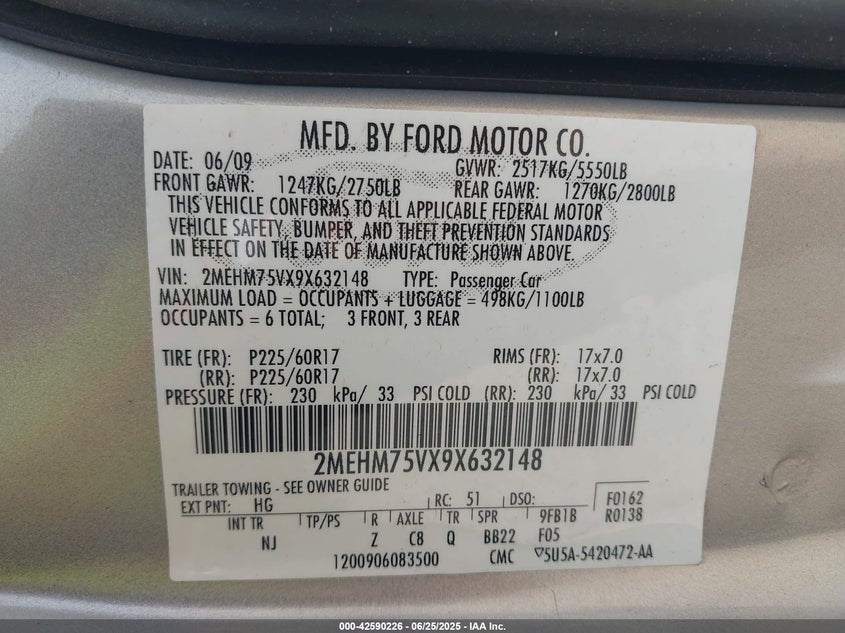 MFD. BY FORD MOTOR CO.
DATE: 06/09 GVWR: 2517KG/5550LB
FRONT GAWR: 1247KG/2750LB REAR GAWR: 1270KG/2800LB
THIS VEHICLE CONFORMS TO ALL APPLICABLE FEDERAL MOTOR
VEHICLE SAFETY, BUMPER, AND THEFT PREVENTION STANDARDS
IN EFFECT ON THE DATE OF MANUFACTURE SHOWN ABOVE.
VIN: 2MEHM75VX9X632148 TYPE: Passenger Car
MAXIMUM LOAD = OCCUPANTS + LUGGAGE = 498KG/1100LB
OCCUPANTS = 6 TOTAL; 3 FRONT, 3 REAR
TIRE (FR): P225/60R17 RIMS (FR): 17x7.0
(RR): P225/60R17 (RR): 17x7.0
PRESSURE (FR): 230 kPa/ 33 PSI COLD (RR): 230 kPa/ 33 PSI COLD
2MEHM75VX9X632148
TRAILER TOWING - SEE OWNER GUIDE
EXT PNT: HG RC: 51 DSO: F0162
INT TR TP/PS R AXLE TR SPR 9FB1B R0138
NJ Z C8 Q BB22 F05
1200906083500 CMC ▽5U5A-5420472-AA
000-42590226 - 06/25/2025 - IAA Inc.